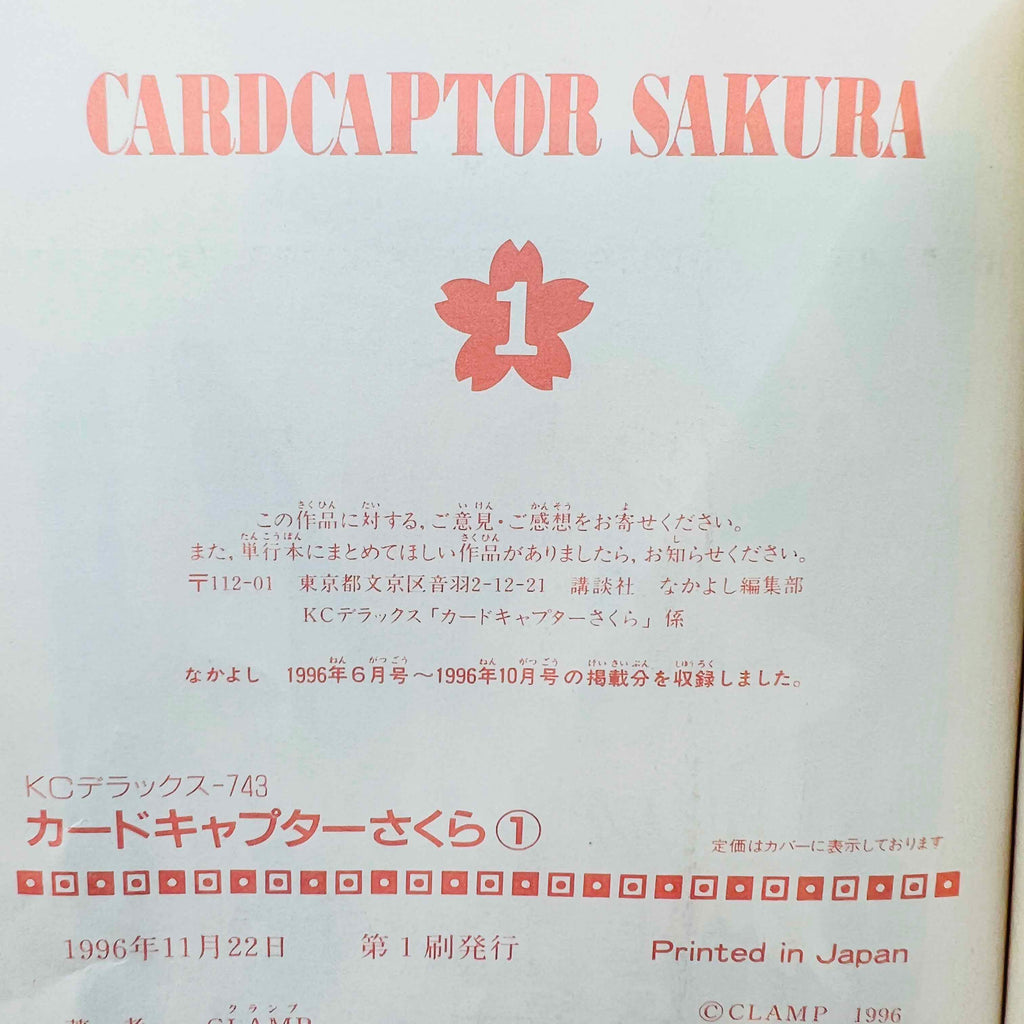 CARDCAPTOR SAKURA
1
この作品に対する,ご意見・ご感想をお寄せください。
また,単行本にまとめてほしい作品がありましたら,お知らせください。
〒112-01 東京都文京区音羽2-12-21 講談社 なかよし編集部
KCデラックス「カードキャプターさくら」係
なかよし 1996年6月号〜1996年10月号の掲載分を収録しました。
KCデラックス-743
カードキャプターさくら①
定価はカバーに表示しております
1996年11月22日 第1刷発行
Printed in Japan
クランプ
著者 CLAMP
©CLAMP 1996